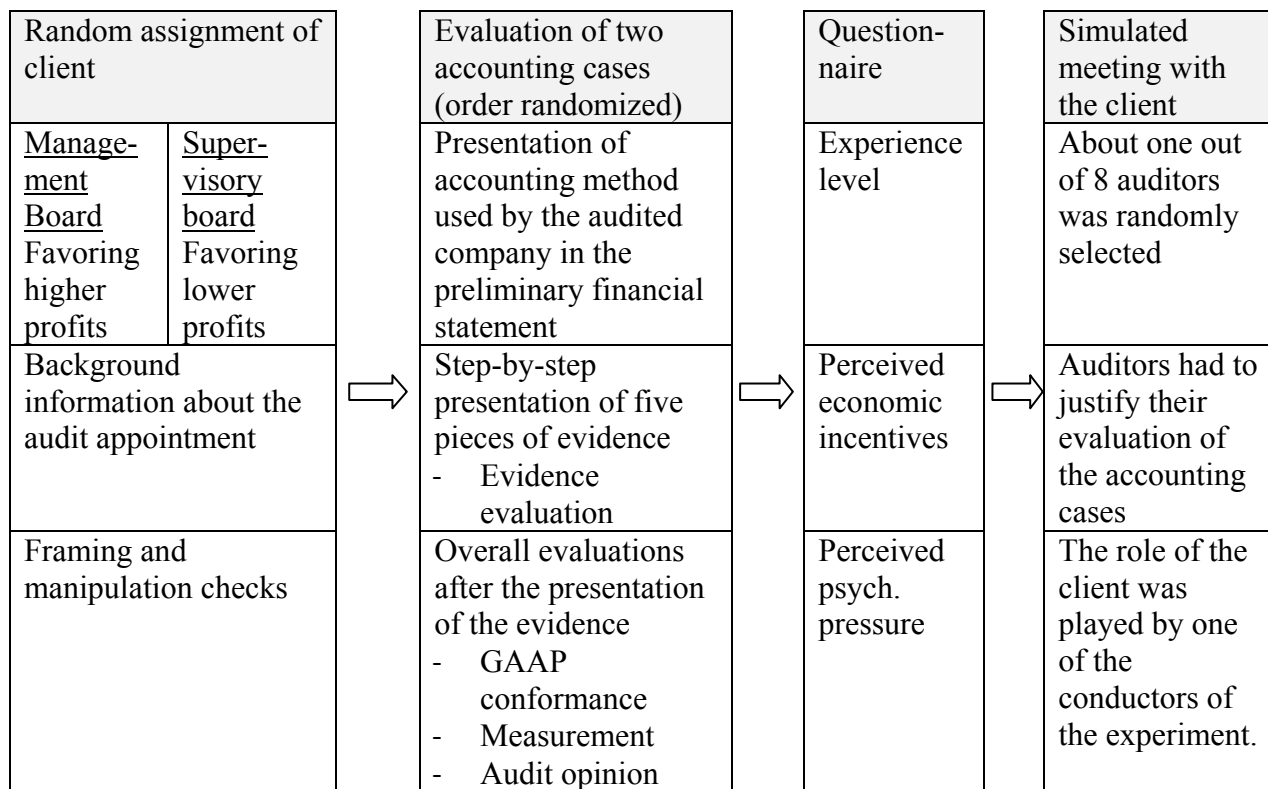 Random assignment of
client
Manage-
ment
Board
Favoring
higher
profits
Super-
visory
board
Favoring
lower
profits
Background
information about the
audit appointment
Framing and
manipulation checks
Evaluation of two
accounting cases
(order randomized)
Presentation of
accounting method
used by the audited
company in the
preliminary financial
statement
Step-by-step
presentation of five
pieces of evidence
- Evidence
evaluation
Overall evaluations
after the presentation
of the evidence
- GAAP
conformance
- Measurement
- Audit opinion
Question-
naire
Experience
level
Perceived
economic
incentives
Perceived
psych.
pressure
Simulated
meeting with
the client
About one out
of 8 auditors
was randomly
selected
Auditors had to
justify their
evaluation of
the accounting
cases
The role of the
client was
played by one
of the
conductors of
the experiment.